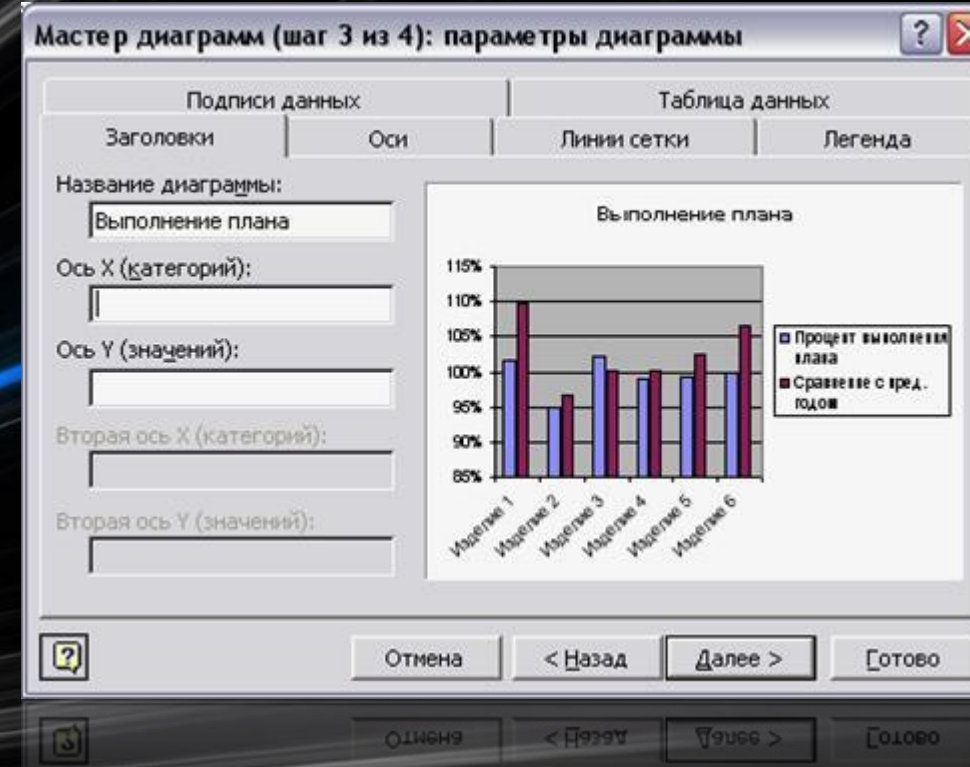 Мастер диаграмм (шаг 3 из 4): параметры диаграммы
?
Подписи данных
Таблица данных
Заголовки
Оси
Линии сетки
Легенда
Название диаграммы:
Выполнение плана
Ось X (категорий):
Ось Y (значений):
Вторая ось X (категорий):
Вторая ось Y (значений):
Выполнение плана
115%
110%
105%
100%
95%
90%
85%
Изделие 1
Изделие 2
Изделие 3
Изделие 4
Изделие 5
Изделие 6
Процент выполнения
плана
Сравнение с пред.
годом
?
Отмена
< Назад
Далее >
Готово